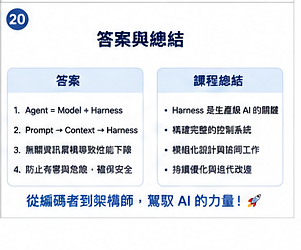 20
答案與總結
答案
1. Agent = Model + Harness
2. Prompt → Context → Harness
3. 無關資訊累積導致性能下降
4. 防止有害與危險，確保安全
課程總結
• Harness 是生產級 AI 的關鍵
• 構建完整的控制系統
• 模組化設計與協同工作
• 持續優化與迭代改進
從編碼者到架構師，駕馭 AI 的力量！🚀